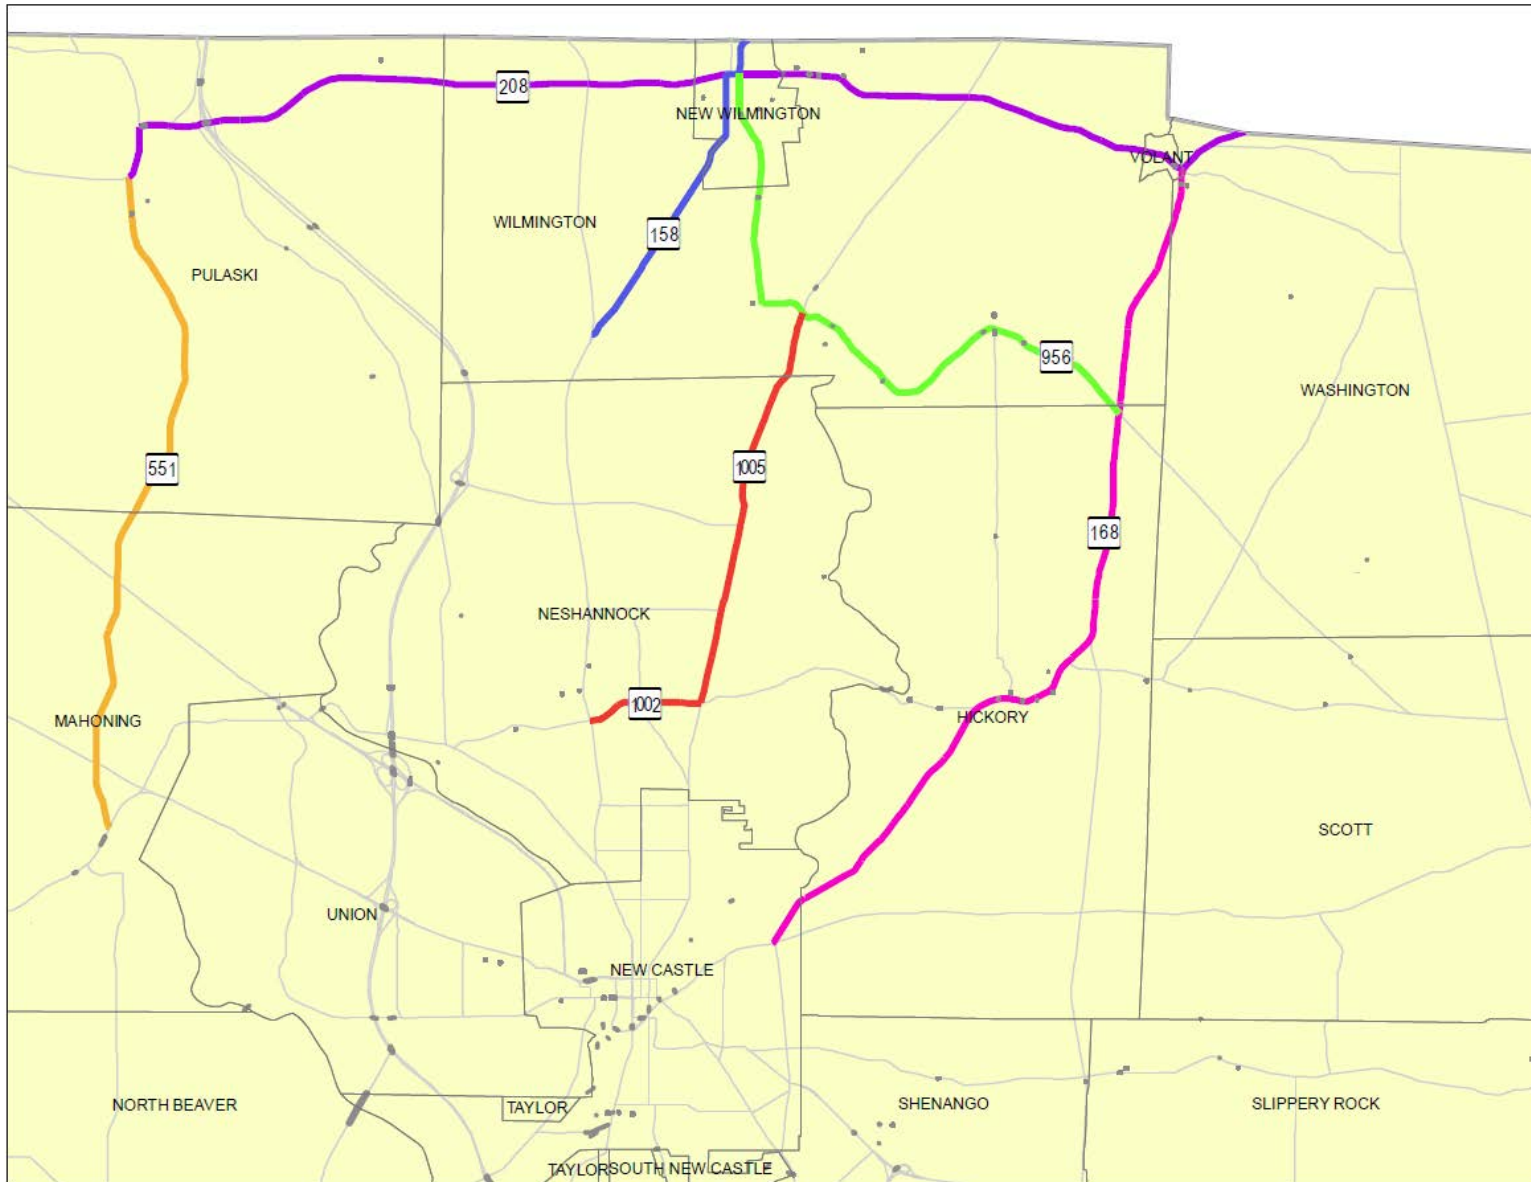 208
NEW WILMINGTON
VOLANT
WILMINGTON
158
PULASKI
956
WASHINGTON
551
1005
168
NESHANNOCK
1002
MAHONING
HICKORY
SCOTT
UNION
NEW CASTLE
NORTH BEAVER
TAYLOR
SHENANGO
SLIPPERY ROCK
TAYLOR
SOUTH NEW CASTLE